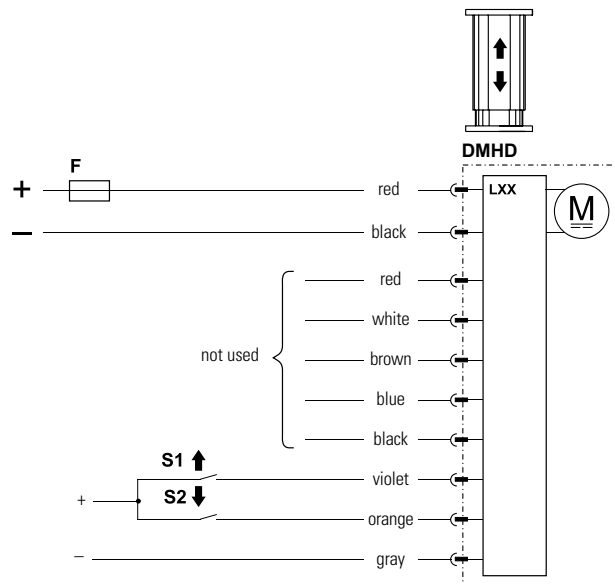 DMHD
F
+
red
LXX
M
−
black
red
white
not used
brown
blue
black
S1
violet
S2
+
orange
−
gray